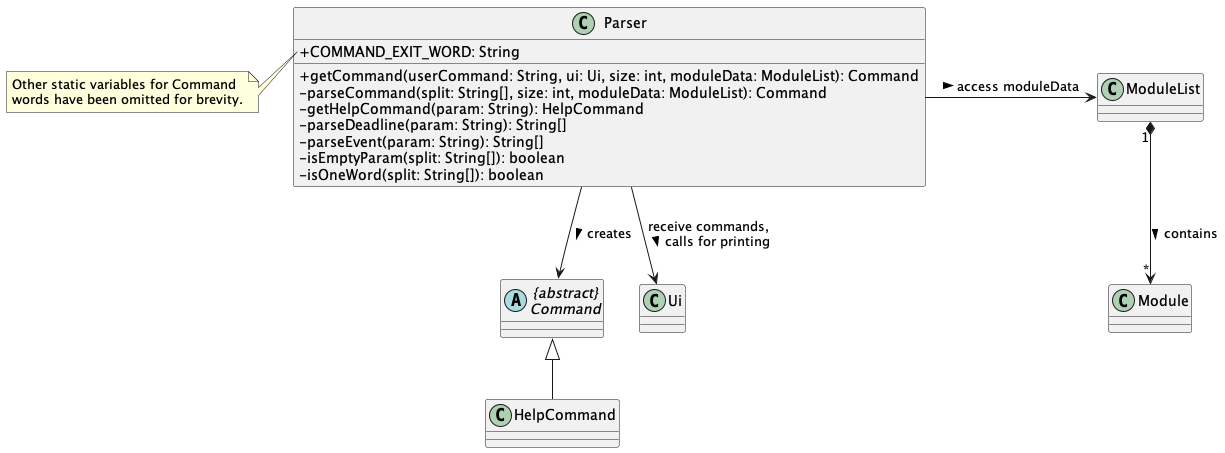 C Parser
+COMMAND_EXIT_WORD: String
Other static variables for Command
words have been omitted for brevity.
+getCommand(userCommand: String, ui: Ui, size: int, moduleData: ModuleList): Command
-parseCommand(split: String[], size: int, moduleData: ModuleList): Command
-getHelpCommand(param: String): HelpCommand
-parseDeadline(param: String): String[]
-parseEvent(param: String): String[]
-isEmptyParam(split: String[]): boolean
-isOneWord(split: String[]): boolean
access moduleData
C ModuleList
1
creates
receive commands,
calls for printing
contains
*
A {abstract}
Command
C Ui
C Module
C HelpCommand